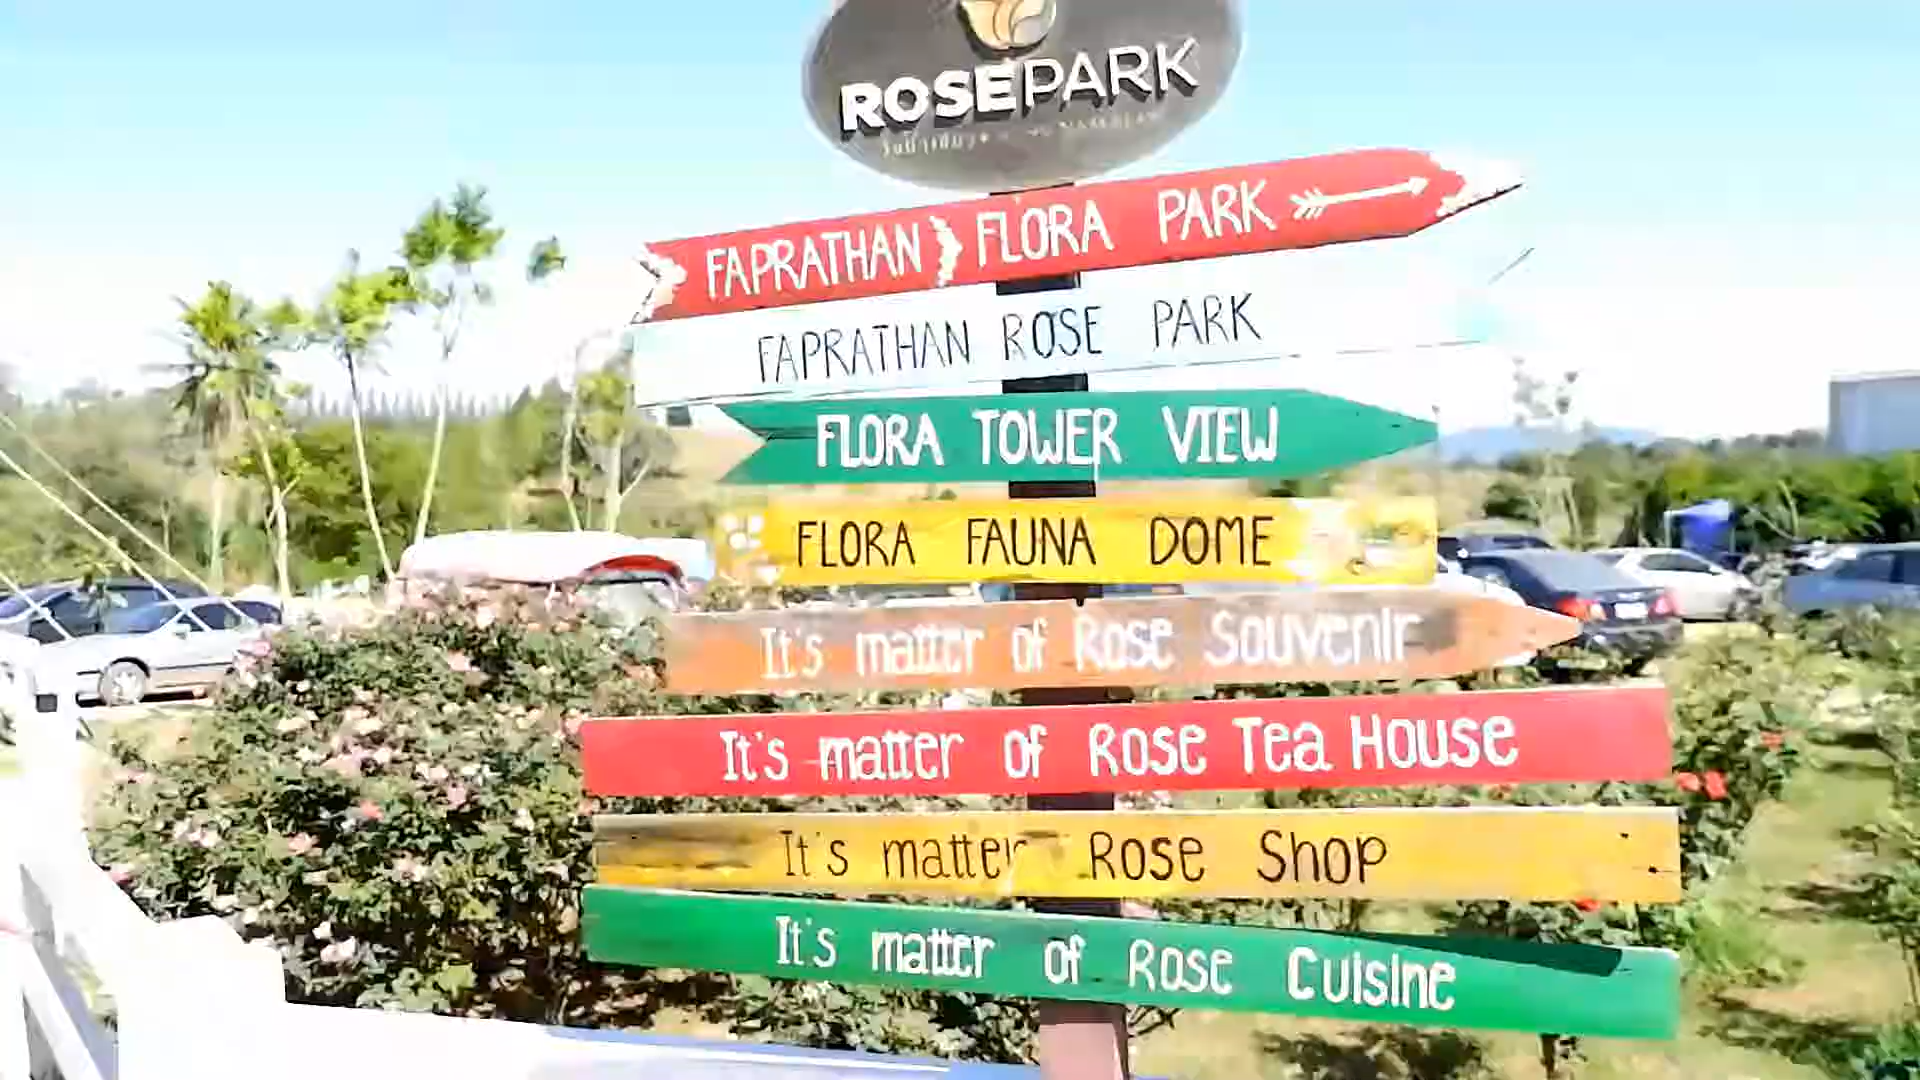 ROSEPARK
FAPRATHAN FLORA PARK
FAPRATHAN ROSE PARK
FLORA TOWER VIEW
FLORA FAUNA DOME
It's matter of Rose Souvenir
It's matter of Rose Tea House
It's matter Rose Shop
It's matter of Rose Cuisine